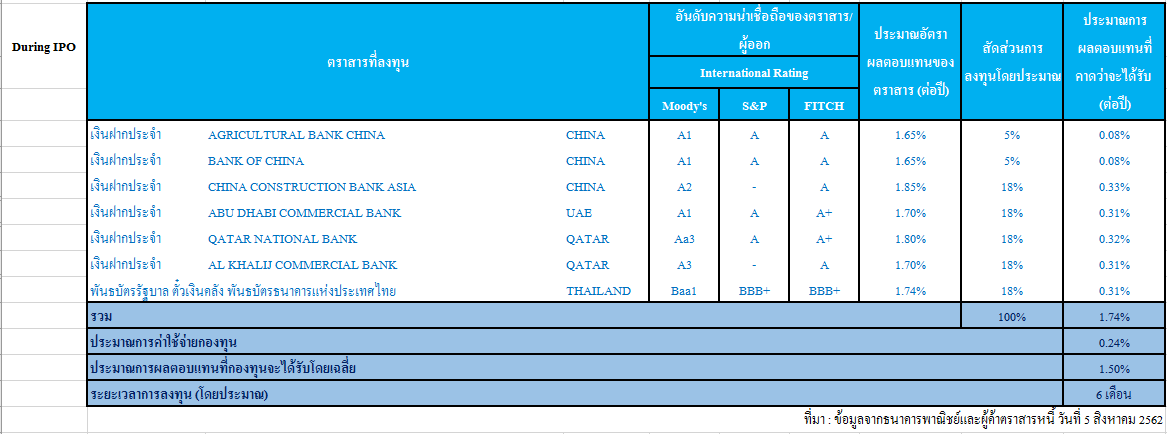 During IPO
ตราสารที่ลงทุน
อันดับความน่าเชื่อถือของตราสาร/
ผู้ออก
International Rating
Moody's S&P FITCH
ประมาณอัตรา
ผลตอบแทนของ
ตราสาร (ต่อปี)
สัดส่วนการ
ลงทุนโดยประมาณ
ประมาณการ
ผลตอบแทนที่
คาดว่าจะได้รับ
(ต่อปี)
เงินฝากประจำ AGRICULTURAL BANK CHINA CHINA A1 A A 1.65% 5% 0.08%
เงินฝากประจำ BANK OF CHINA CHINA A1 A A 1.65% 5% 0.08%
เงินฝากประจำ CHINA CONSTRUCTION BANK ASIA CHINA A2 - A 1.85% 18% 0.33%
เงินฝากประจำ ABU DHABI COMMERCIAL BANK UAE A1 A A+ 1.70% 18% 0.31%
เงินฝากประจำ QATAR NATIONAL BANK QATAR Aa3 A A+ 1.80% 18% 0.32%
เงินฝากประจำ AL KHALIJ COMMERCIAL BANK QATAR A3 - A 1.70% 18% 0.31%
พันธบัตรรัฐบาล ตั๋วเงินคลัง พันธบัตรธนาคารแห่งประเทศไทย THAILAND Baa1 BBB+ BBB+ 1.74% 18% 0.31%
รวม 100% 1.74%
ประมาณการค่าใช้จ่ายกองทุน 0.24%
ประมาณการผลตอบแทนที่กองทุนจะได้รับโดยเฉลี่ย 1.50%
ระยะเวลาการลงทุน (โดยประมาณ) 6 เดือน
ที่มา : ข้อมูลจากธนาคารพาณิชย์และผู้ค้าตราสารหนี้ วันที่ 5 สิงหาคม 2562